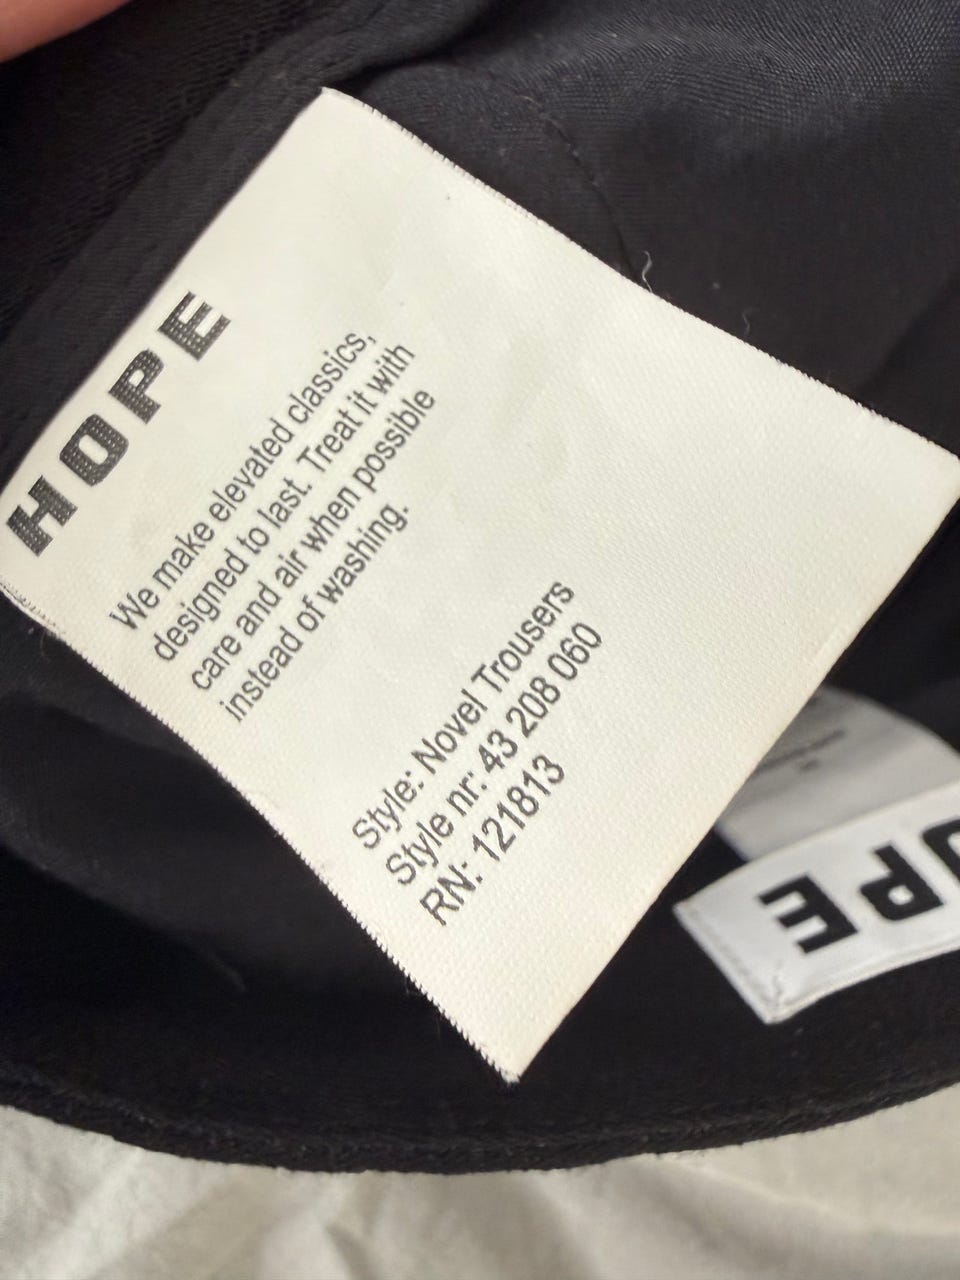 HOPE
We make elevated classics,
designed to last. Treat it with
care and air when possible
instead of washing.
Style: Novel Trousers
Style nr: 43 208 060
RN: 121813
OPE